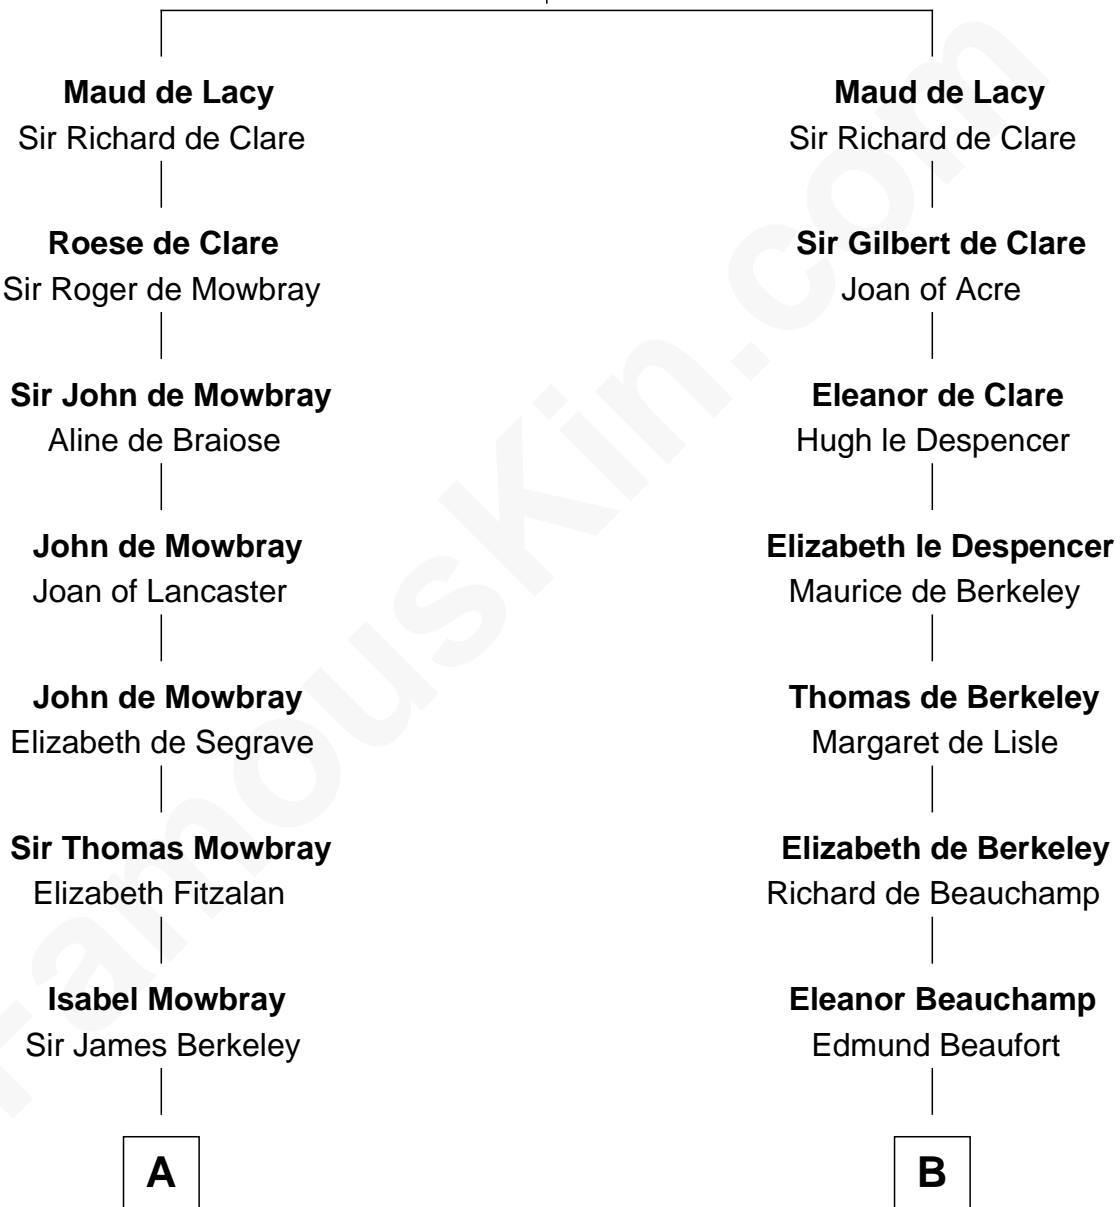 Maud de Lacy
Sir Richard de Clare
Roese de Clare
Sir Roger de Mowbray
Sir John de Mowbray
Aline de Braiose
John de Mowbray
Joan of Lancaster
John de Mowbray
Elizabeth de Segrave
Sir Thomas Mowbray
Elizabeth Fitzalan
Isabel Mowbray
Sir James Berkeley
A
Maud de Lacy
Sir Richard de Clare
Sir Gilbert de Clare
Joan of Acre
Eleanor de Clare
Hugh le Despencer
Elizabeth le Despencer
Maurice de Berkeley
Thomas de Berkeley
Margaret de Lisle
Elizabeth de Berkeley
Richard de Beauchamp
Eleanor Beauchamp
Edmund Beaufort
B
FamousKin.com